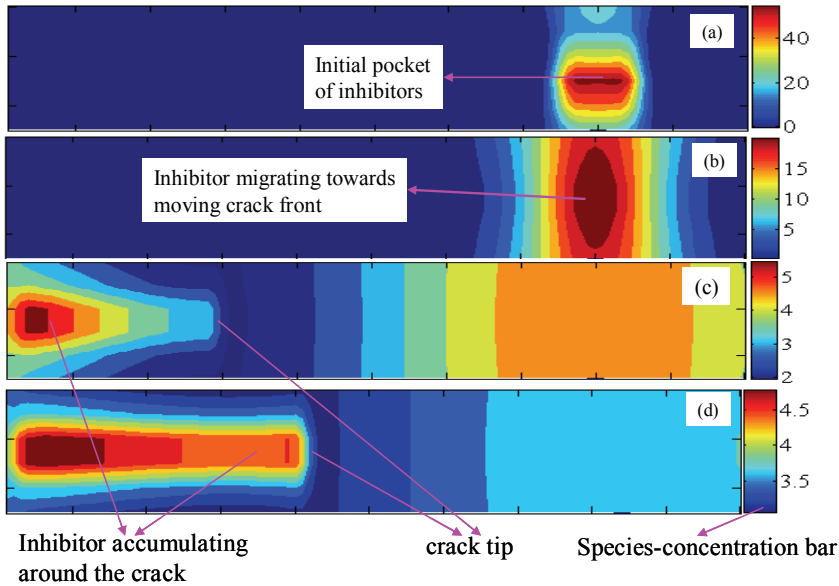 (a)
Initial pocket
of inhibitors
40
20
0
(b)
Inhibitor migrating towards
moving crack front
15
10
5
(c)
5
4
3
2
(d)
4.5
4
3.5
Inhibitor accumulating
around the crack
crack tip
Species-concentration bar